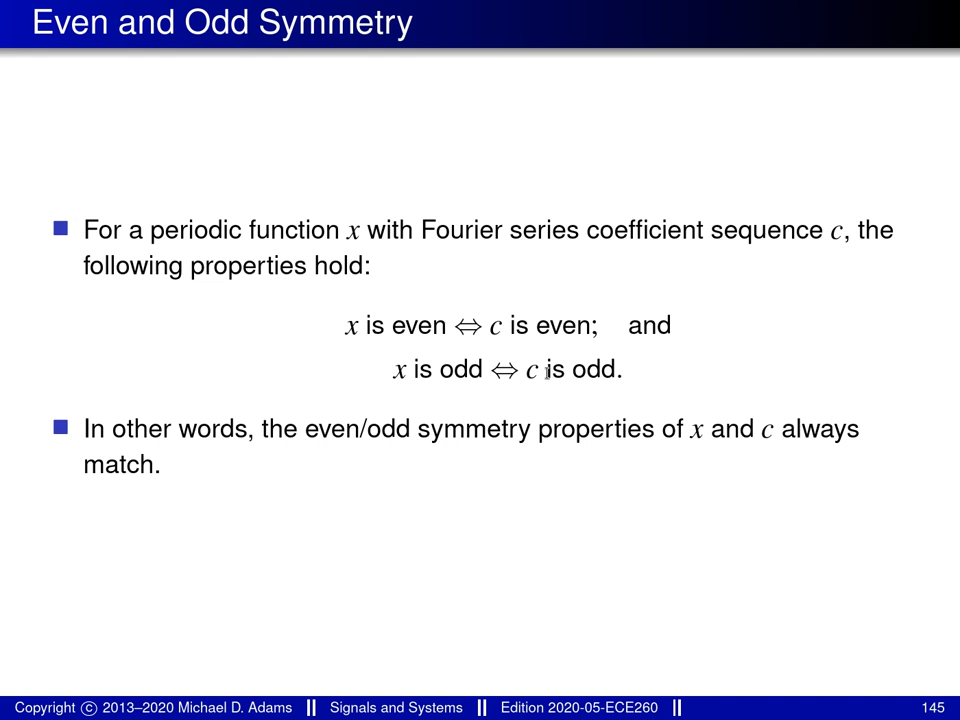 Even and Odd Symmetry
For a periodic function x with Fourier series coefficient sequence c, the
following properties hold:
x is even ⇔ c is even; and
x is odd ⇔ c is odd.
In other words, the even/odd symmetry properties of x and c always
match.
Copyright © 2013–2020 Michael D. Adams Signals and Systems Edition 2020-05-ECE260 145